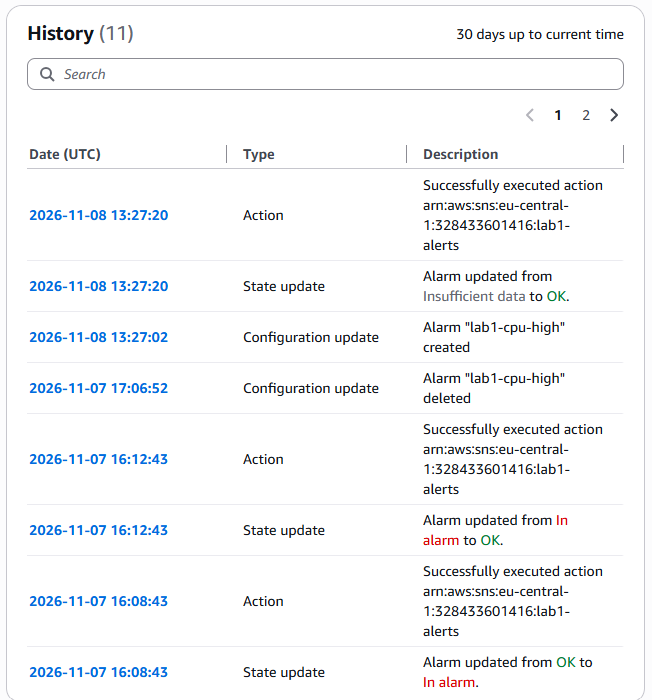 History (11)
30 days up to current time
Search
1 2
Date (UTC) Type Description
2026-11-08 13:27:20 Action Successfully executed action
arn:aws:sns:eu-central-
1:328433601416:lab1-
alerts
2026-11-08 13:27:20 State update Alarm updated from
Insufficient data to OK.
2026-11-08 13:27:02 Configuration update Alarm "lab1-cpu-high"
created
2026-11-07 17:06:52 Configuration update Alarm "lab1-cpu-high"
deleted
2026-11-07 16:12:43 Action Successfully executed action
arn:aws:sns:eu-central-
1:328433601416:lab1-
alerts
2026-11-07 16:12:43 State update Alarm updated from In
alarm to OK.
2026-11-07 16:08:43 Action Successfully executed action
arn:aws:sns:eu-central-
1:328433601416:lab1-
alerts
2026-11-07 16:08:43 State update Alarm updated from OK to
In alarm.